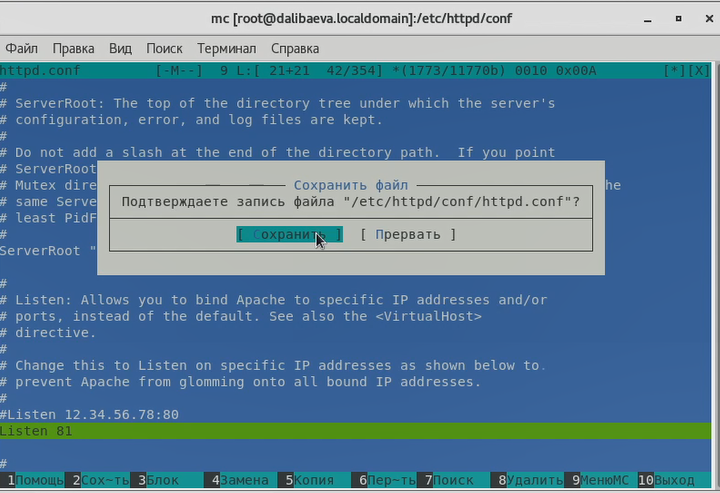 mc [root@dalibaeva.localdomain]:/etc/httpd/conf
Файл Правка Вид Поиск Терминал Справка
httpd.conf [-M--] 9 L:[ 21+21 42/354] *(1773/11770b) 0010 0x00A [*][X]
#
# ServerRoot: The top of the directory tree under which the server's
# configuration, error, and log files are kept.
#
# Do not add a slash at the end of the directory path. If you point
# ServerRoot
# Mutex dire he
# same Serve
# least PidF
#
ServerRoot "
Сохранить файл
Подтверждаете запись файла "/etc/httpd/conf/httpd.conf"?
[ Сохранить ] [ Прервать ]
#
# Listen: Allows you to bind Apache to specific IP addresses and/or
# ports, instead of the default. See also the <VirtualHost>
# directive.
#
# Change this to Listen on specific IP addresses as shown below to
# prevent Apache from glomming onto all bound IP addresses.
#
#Listen 12.34.56.78:80
Listen 81
#
1Помощь 2Сох~ть 3Блок 4Замена 5Копия 6Пер~ть 7Поиск 8Удалить 9МенюMC 10Выход